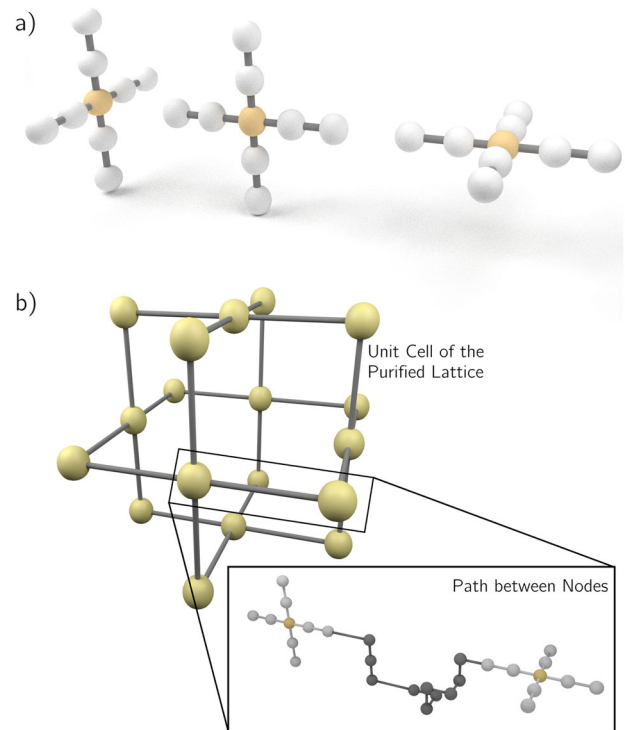 a)
b)
Unit Cell of the
Purified Lattice
Path between Nodes